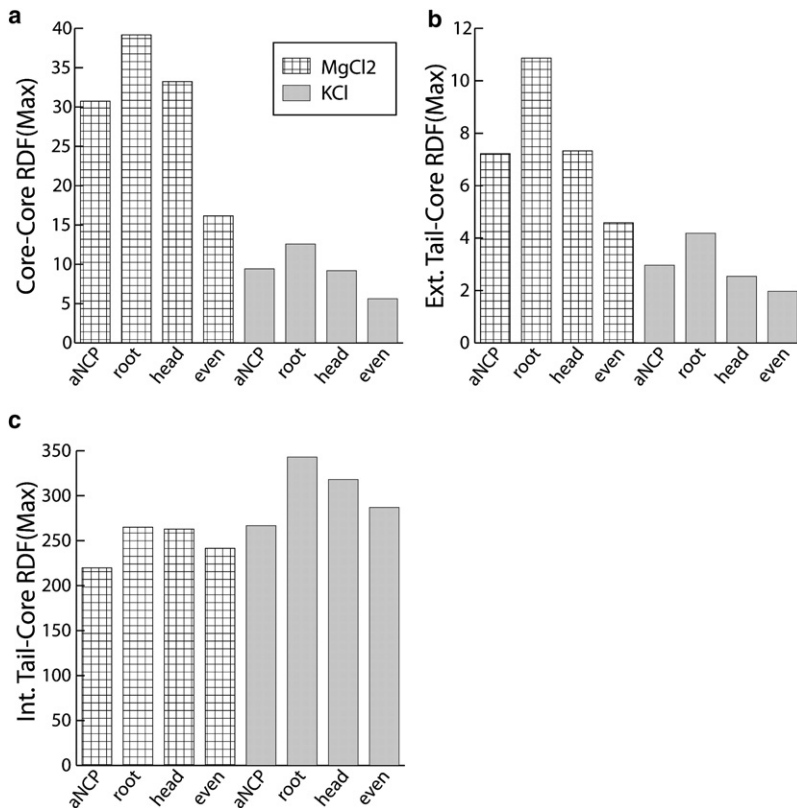 a
Core-Core RDF(Max)
40
35
30
25
20
15
10
5
0
MgCl2
KCl
aNCP root head even aNCP root head even
b
Ext. Tail-Core RDF(Max)
12
10
8
6
4
2
0
aNCP root head even aNCP root head even
c
Int. Tail-Core RDF(Max)
350
300
250
200
150
100
50
0
aNCP root head even aNCP root head even